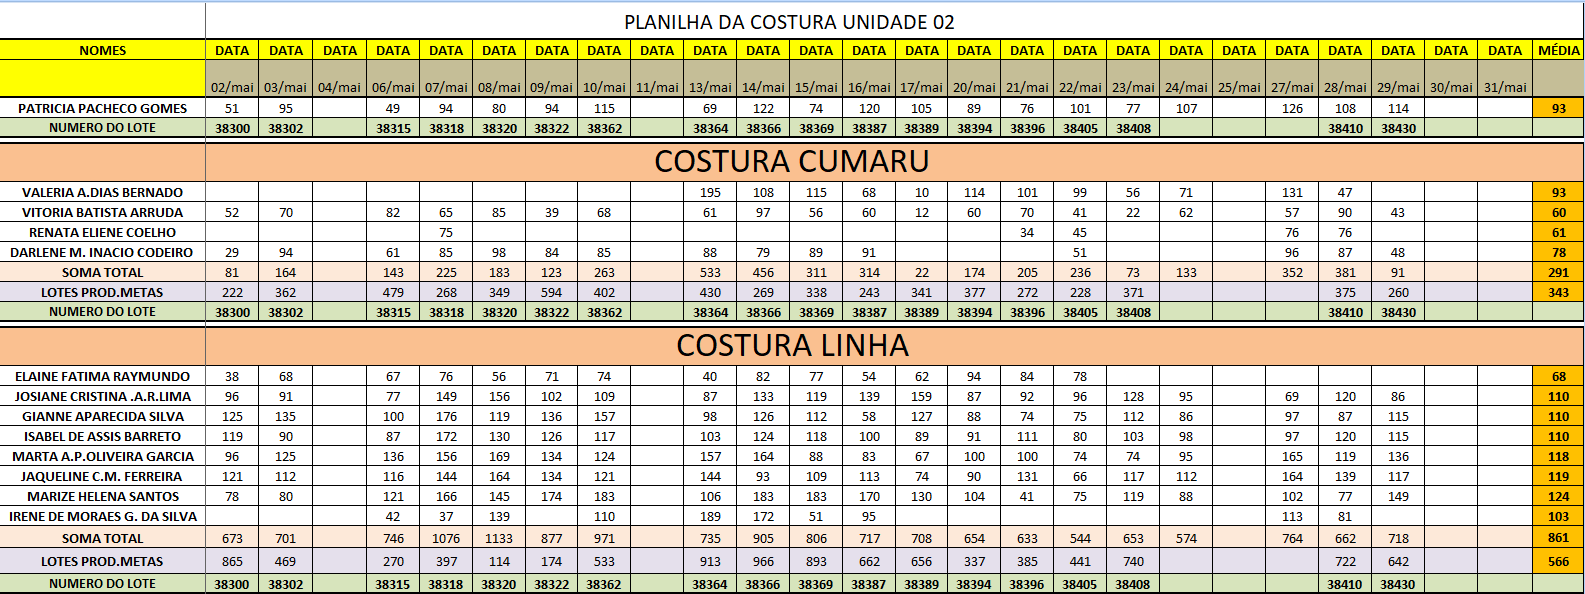 PLANILHA DA COSTURA UNIDADE 02
NOMES DATA DATA DATA DATA DATA DATA DATA DATA DATA DATA DATA DATA DATA DATA DATA DATA DATA DATA DATA DATA DATA DATA DATA DATA DATA MÉDIA
02/mai 03/mai 04/mai 06/mai 07/mai 08/mai 09/mai 10/mai 11/mai 13/mai 14/mai 15/mai 16/mai 17/mai 20/mai 21/mai 22/mai 23/mai 24/mai 25/mai 27/mai 28/mai 29/mai 30/mai 31/mai
PATRICIA PACHECO GOMES 51 95 49 94 80 94 115 69 122 74 120 105 89 76 101 77 107 126 108 114 93
NUMERO DO LOTE 38300 38302 38315 38318 38320 38322 38362 38364 38366 38369 38387 38389 38394 38396 38405 38408 38410 38430
COSTURA CUMARU
VALERIA A.DIAS BERNADO 195 108 115 68 10 114 101 99 56 71 131 47 93
VITORIA BATISTA ARRUDA 52 70 82 65 85 39 68 61 97 56 60 12 60 70 41 22 62 57 90 43 60
RENATA ELIENE COELHO 75 34 45 76 76 61
DARLENE M. INACIO CODEIRO 29 94 61 85 98 84 85 88 79 89 91 51 96 87 48 78
SOMA TOTAL 81 164 143 225 183 123 263 533 456 311 314 22 174 205 236 73 133 352 381 91 291
LOTES PROD.METAS 222 362 479 268 349 594 402 430 269 338 243 341 377 272 228 371 375 260 343
NUMERO DO LOTE 38300 38302 38315 38318 38320 38322 38362 38364 38366 38369 38387 38389 38394 38396 38405 38408 38410 38430
COSTURA LINHA
ELAINE FATIMA RAYMUNDO 38 68 67 76 56 71 74 40 82 77 54 62 94 84 78 68
JOSIANE CRISTINA .A.R.LIMA 96 91 77 149 156 102 109 87 133 119 139 159 87 92 96 128 95 69 120 86 110
GIANNE APARECIDA SILVA 125 135 100 176 119 136 157 98 126 112 58 127 88 74 75 112 86 97 87 115 110
ISABEL DE ASSIS BARRETO 119 90 87 172 130 126 117 103 124 118 100 89 91 111 80 103 98 97 120 115 110
MARTA A.P.OLIVEIRA GARCIA 96 125 136 156 169 134 124 157 164 88 83 67 100 100 74 74 95 165 119 136 118
JAQUELINE C.M. FERREIRA 121 112 116 144 164 134 121 144 93 109 113 74 90 131 66 117 112 164 139 117 119
MARIZE HELENA SANTOS 78 80 121 166 145 174 183 106 183 183 170 130 104 41 75 119 88 102 77 149 124
IRENE DE MORAES G. DA SILVA 42 37 139 110 189 172 51 95 113 81 103
SOMA TOTAL 673 701 746 1076 1133 877 971 735 905 806 717 708 654 633 544 653 574 764 662 718 861
LOTES PROD.METAS 865 469 270 397 114 174 533 913 966 893 662 656 337 385 441 740 722 642 566
NUMERO DO LOTE 38300 38302 38315 38318 38320 38322 38362 38364 38366 38369 38387 38389 38394 38396 38405 38408 38410 38430